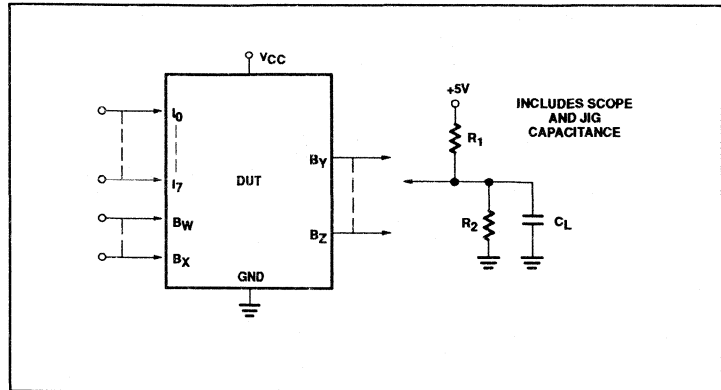 VCC
I0
I7
BW
BX
DUT
BY
BZ
GND
+5V
R1
R2
CL
INCLUDES SCOPE
AND JIG
CAPACITANCE